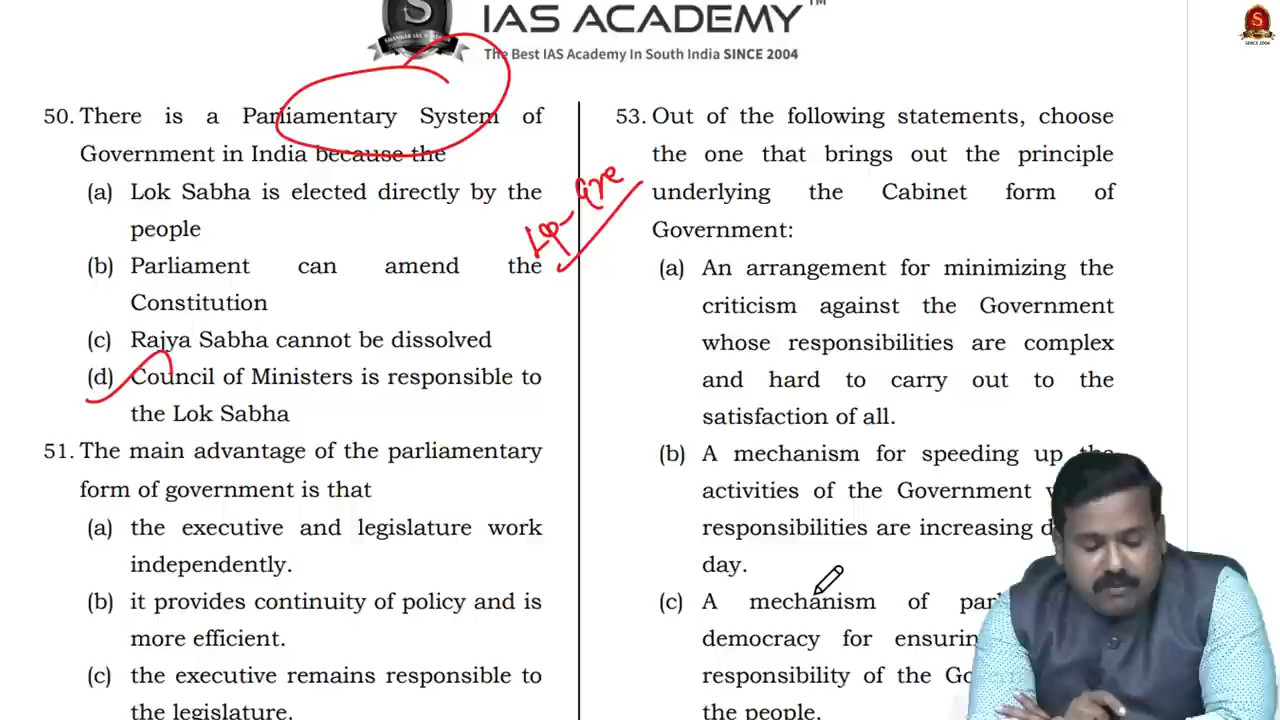 IAS ACADEMY
TM
SHANKAR IAS ACADEMY
The Best IAS Academy In South India SINCE 2004
S
SINCE 2004
50. There is a Parliamentary System of
Government in India because the
(a) Lok Sabha is elected directly by the
people
(b) Parliament can amend the
Constitution
(c) Rajya Sabha cannot be dissolved
(d) Council of Ministers is responsible to
the Lok Sabha
51. The main advantage of the parliamentary
form of government is that
(a) the executive and legislature work
independently.
(b) it provides continuity of policy and is
more efficient.
(c) the executive remains responsible to
the legislature.
53. Out of the following statements, choose
the one that brings out the principle
underlying the Cabinet form of
Government:
(a) An arrangement for minimizing the
criticism against the Government
whose responsibilities are complex
and hard to carry out to the
satisfaction of all.
(b) A mechanism for speeding up the
activities of the Government
responsibilities are increasing
day.
(c) A mechanism of
democracy for
responsibility of the
the people.